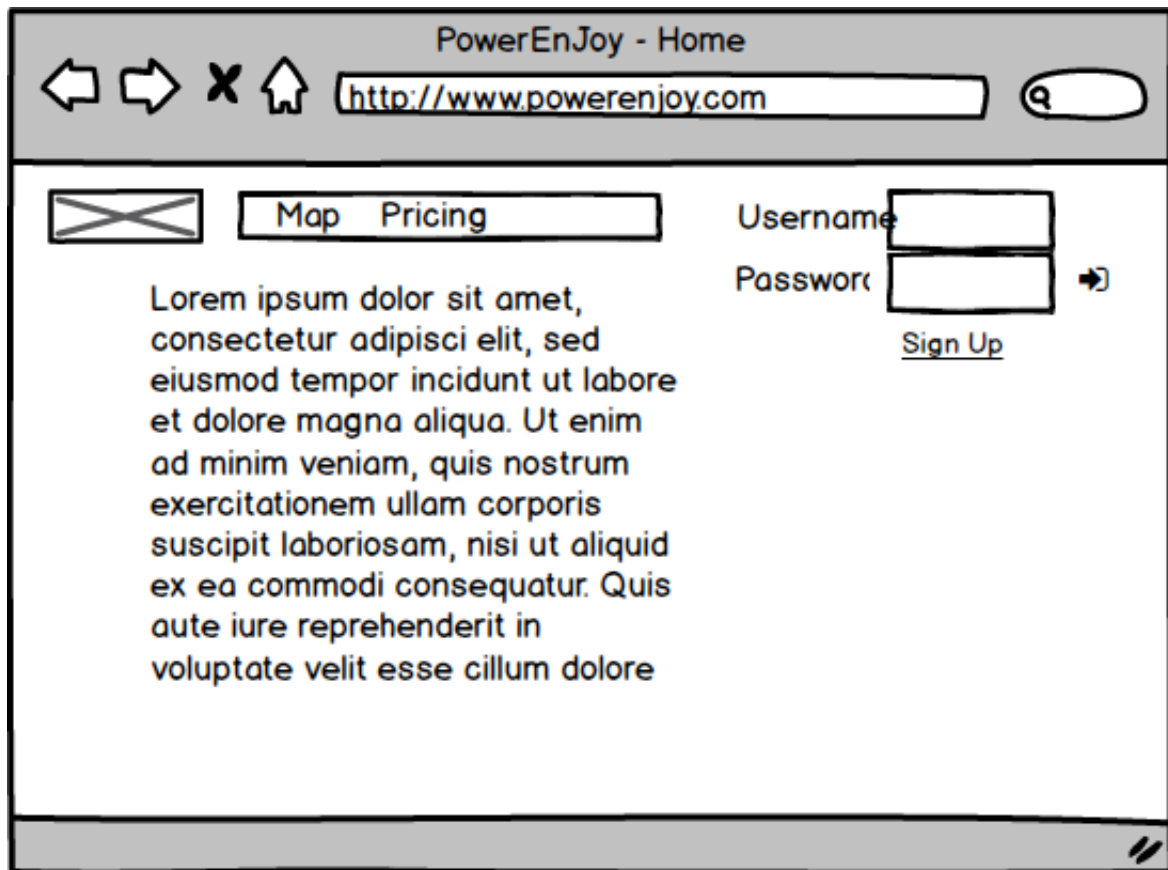 PowerEnJoy - Home
http://www.powerenjoy.com
Map Pricing
Username
Password
Lorem ipsum dolor sit amet,
consectetur adipisci elit, sed
eiusmod tempor incidunt ut labore
et dolore magna aliqua. Ut enim
ad minim veniam, quis nostrum
exercitationem ullam corporis
suscipit laboriosam, nisi ut aliquid
ex ea commodi consequatur. Quis
aute iure reprehenderit in
voluptate velit esse cillum dolore
Sign Up